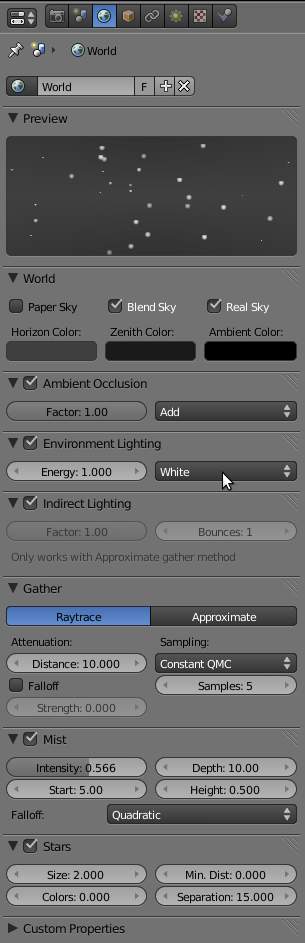 World
World F
Preview
World
Paper Sky Blend Sky Real Sky
Horizon Color: Zenith Color: Ambient Color:
Ambient Occlusion
Factor: 1.00 Add
Environment Lighting
Energy: 1.000 White
Indirect Lighting
Factor: 1.00 Bounces: 1
Only works with Approximate gather method
Gather
Raytrace Approximate
Attenuation: Sampling:
Distance: 10.000 Constant QMC
Falloff Samples: 5
Strength: 0.000
Mist
Intensity: 0.566 Depth: 10.00
Start: 5.00 Height: 0.500
Falloff: Quadratic
Stars
Size: 2.000 Min. Dist: 0.000
Colors: 0.000 Separation: 15.000
Custom Properties